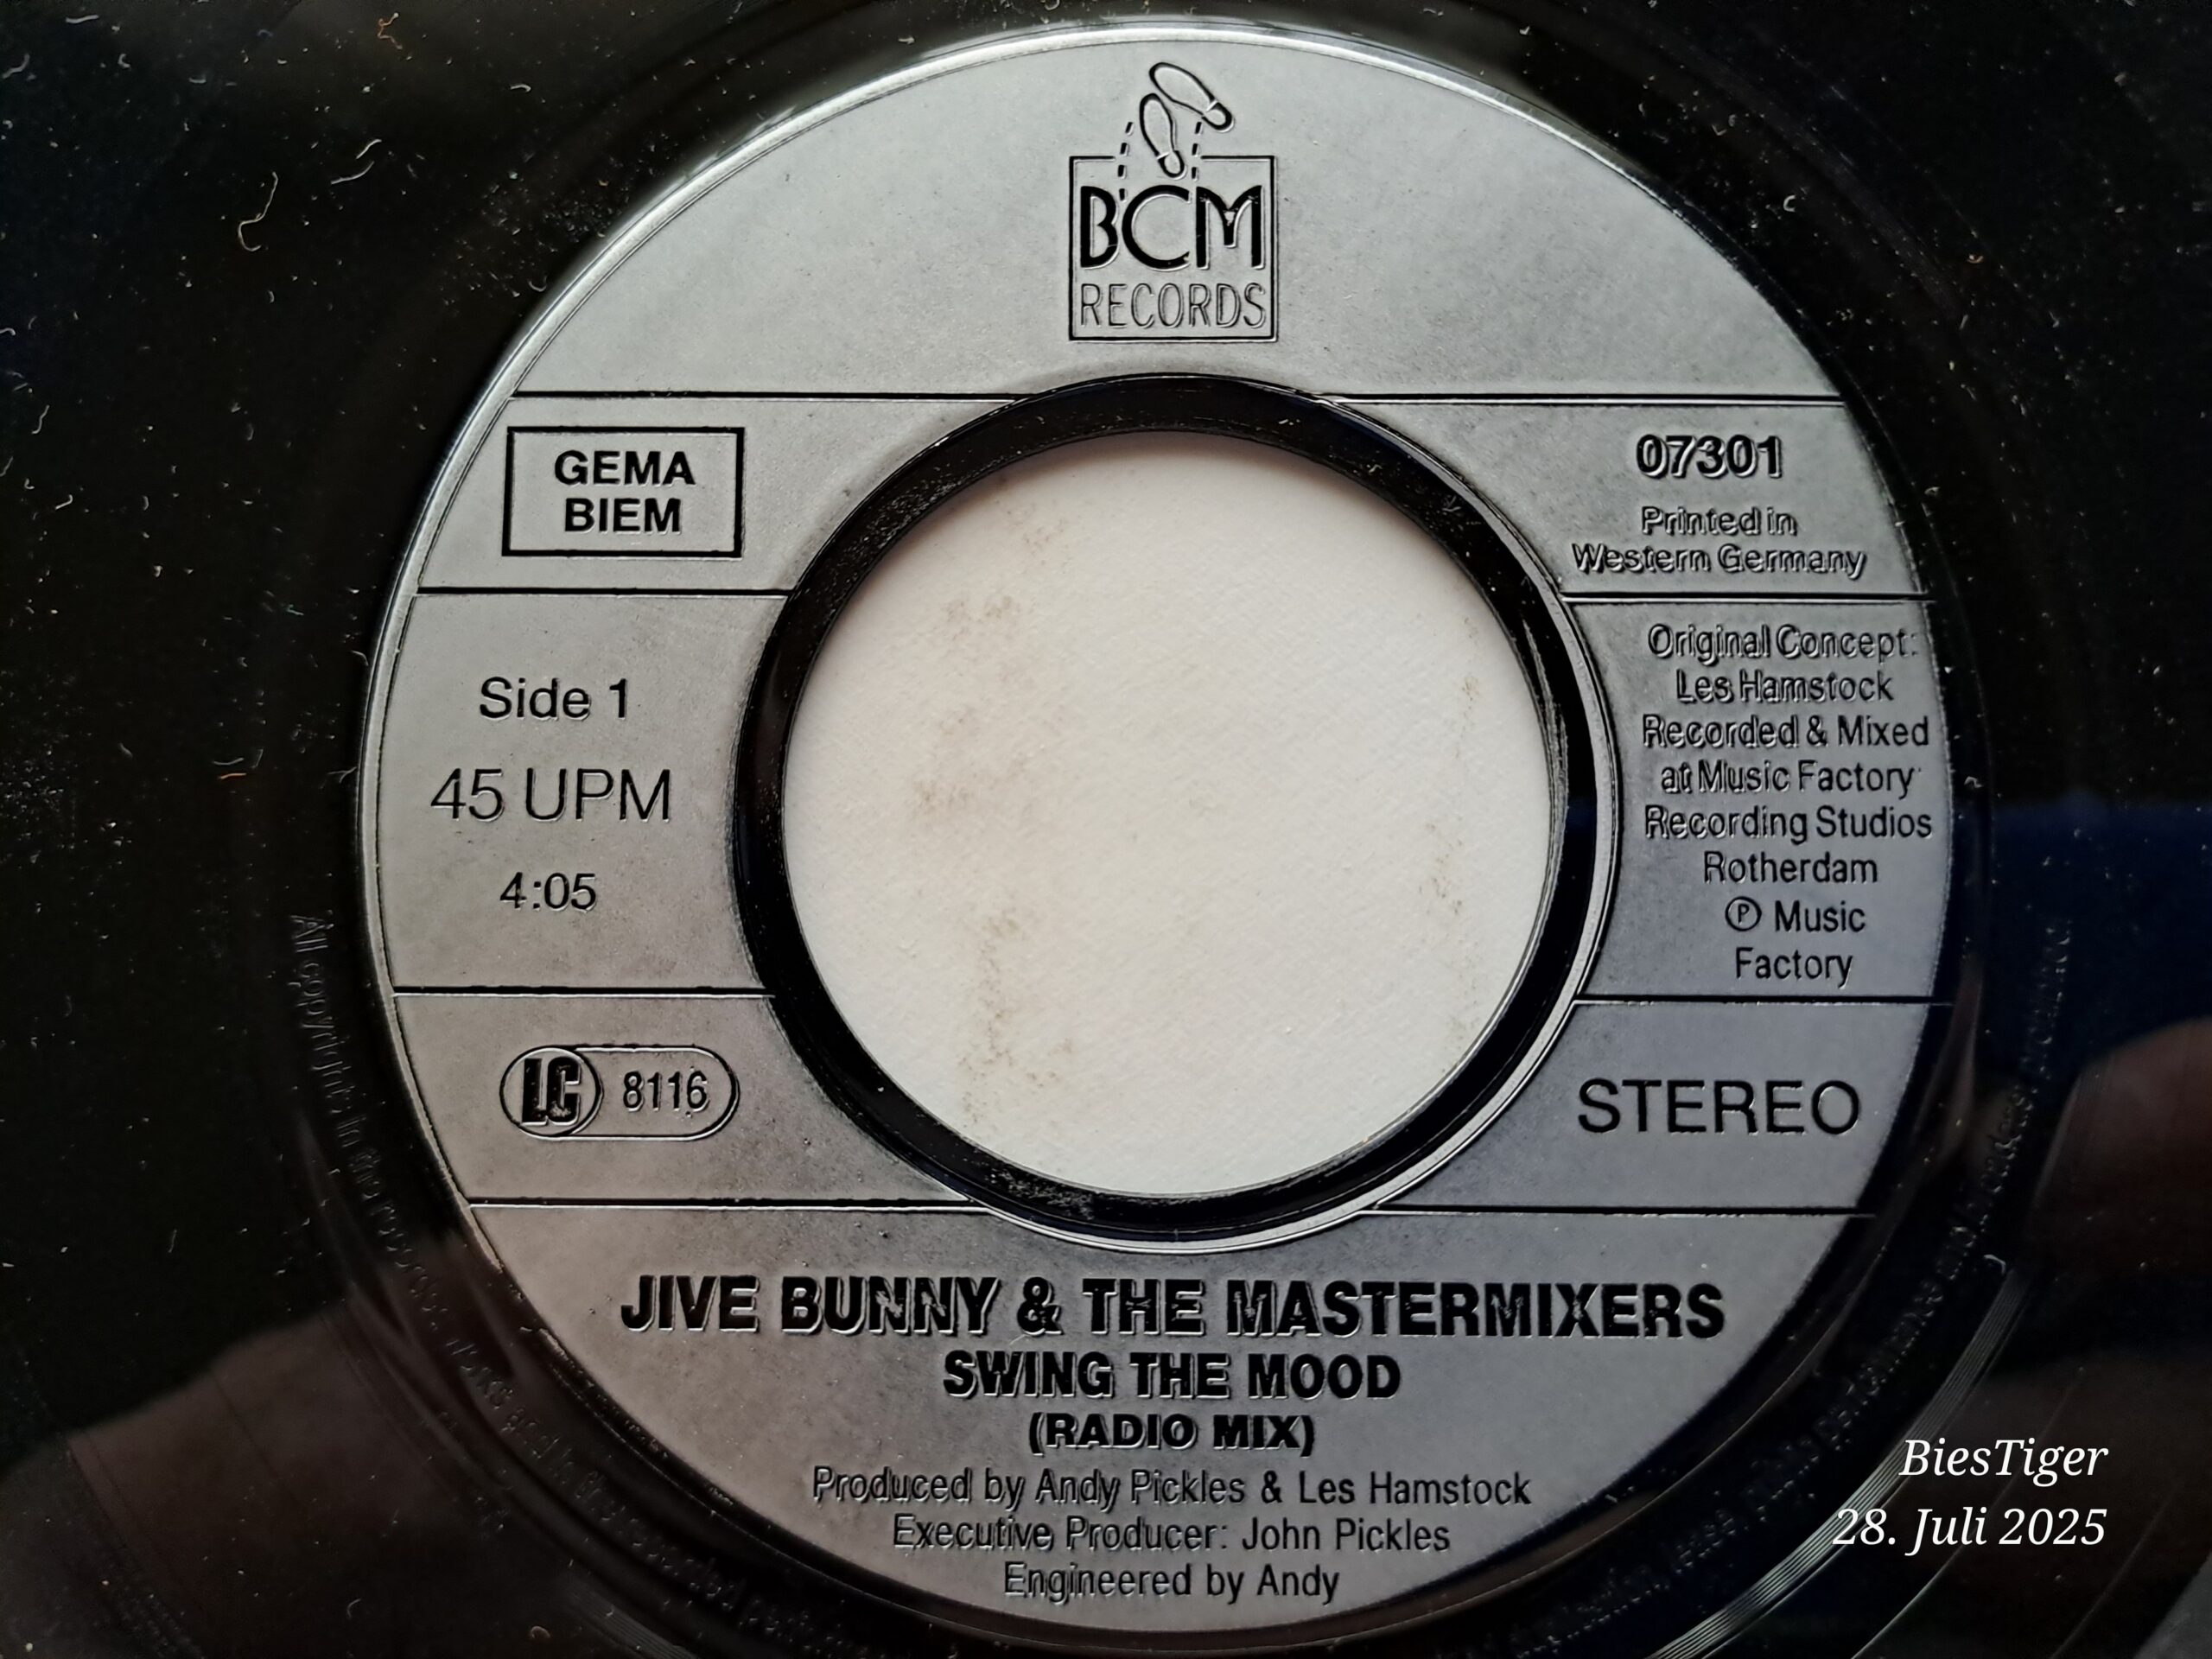 BCM
RECORDS
GEMA
BIEM
07301
Printed in
Western Germany
Side 1
45 UPM
4:05
Original Concept:
Les Hamstock
Recorded & Mixed
at Music Factory
Recording Studios
Rotherdam
℗ Music
Factory
LC 8116
STEREO
JIVE BUNNY & THE MASTERMIXERS
SWING THE MOOD
(RADIO MIX)
Produced by Andy Pickles & Les Hamstock
Executive Producer: John Pickles
Engineered by Andy
BiesTiger
28. Juli 2025